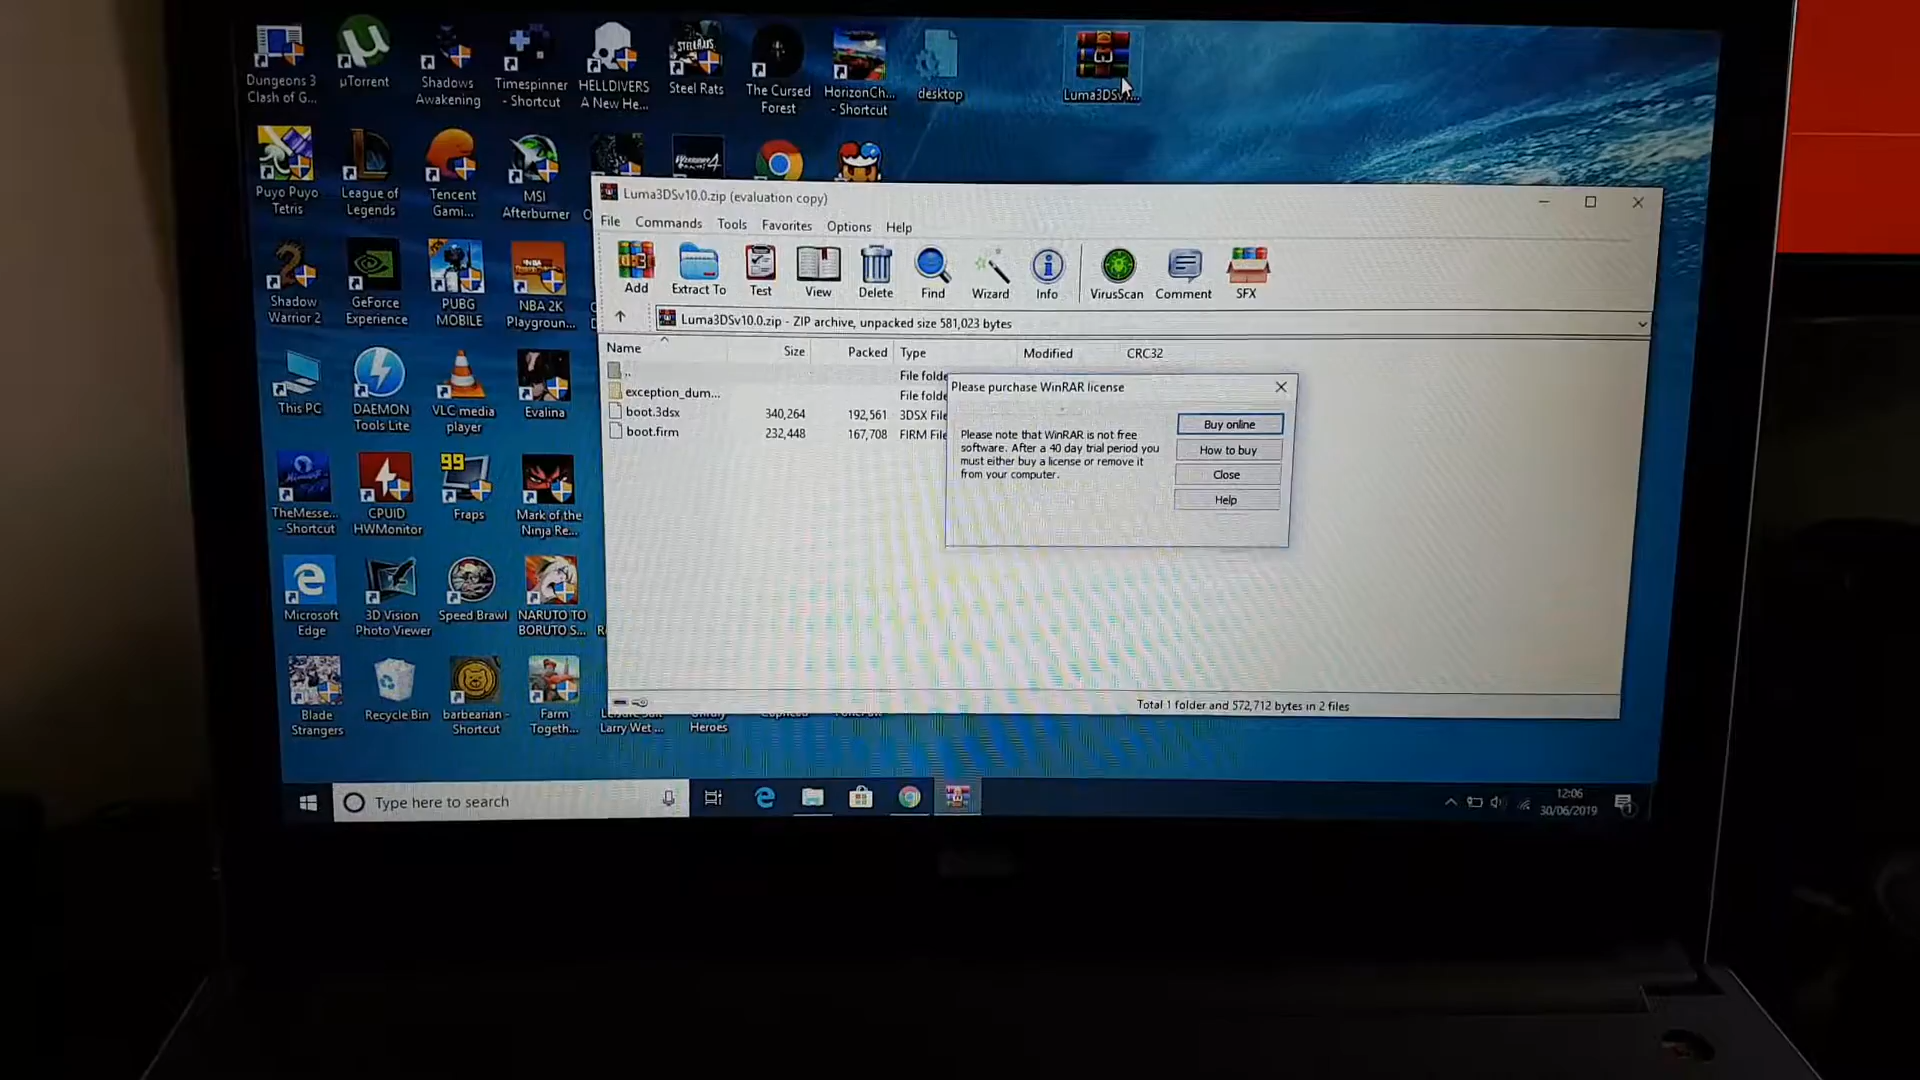 Dungeons 3
Clash of G...
µTorrent
Shadows
Awakening
Timespinner
- Shortcut
HELLDIVERS
A New He...
STELLRATS
Steel Rats
The Cursed
Forest
HorizonCh...
- Shortcut
desktop
Luma3DSv1...
Puyo Puyo
Tetris
League of
Legends
Tencent
Gami...
MSI
Afterburner
Shadow
Warrior 2
GeForce
Experience
PUBG
MOBILE
NBA 2K
Playgroun...
This PC
DAEMON
Tools Lite
VLC media
player
Evalina
TheMesse...
- Shortcut
CPUID
HWMonitor
99
Fraps
Mark of the
Ninja Re...
Microsoft
Edge
3D Vision
Photo Viewer
Speed Brawl
NARUTO TO
BORUTO S...
Blade
Strangers
Recycle Bin
barbearian -
Shortcut
Farm
Togeth...
Larry Wet ...
Heroes
Luma3DSv10.0.zip (evaluation copy)
File Commands Tools Favorites Options Help
Add Extract To Test View Delete Find Wizard Info VirusScan Comment SFX
Luma3DSv10.0.zip - ZIP archive, unpacked size 581,023 bytes
Name Size Packed Type Modified CRC32
.. File folde
exception_dum... File folde
boot.3dsx 340,264 192,561 3DSX File
boot.firm 232,448 167,708 FIRM File
Please purchase WinRAR license
Please note that WinRAR is not free
software. After a 40 day trial period you
must either buy a license or remove it
from your computer.
Buy online
How to buy
Close
Help
Total 1 folder and 572,712 bytes in 2 files
Type here to search
12:06
30/06/2019